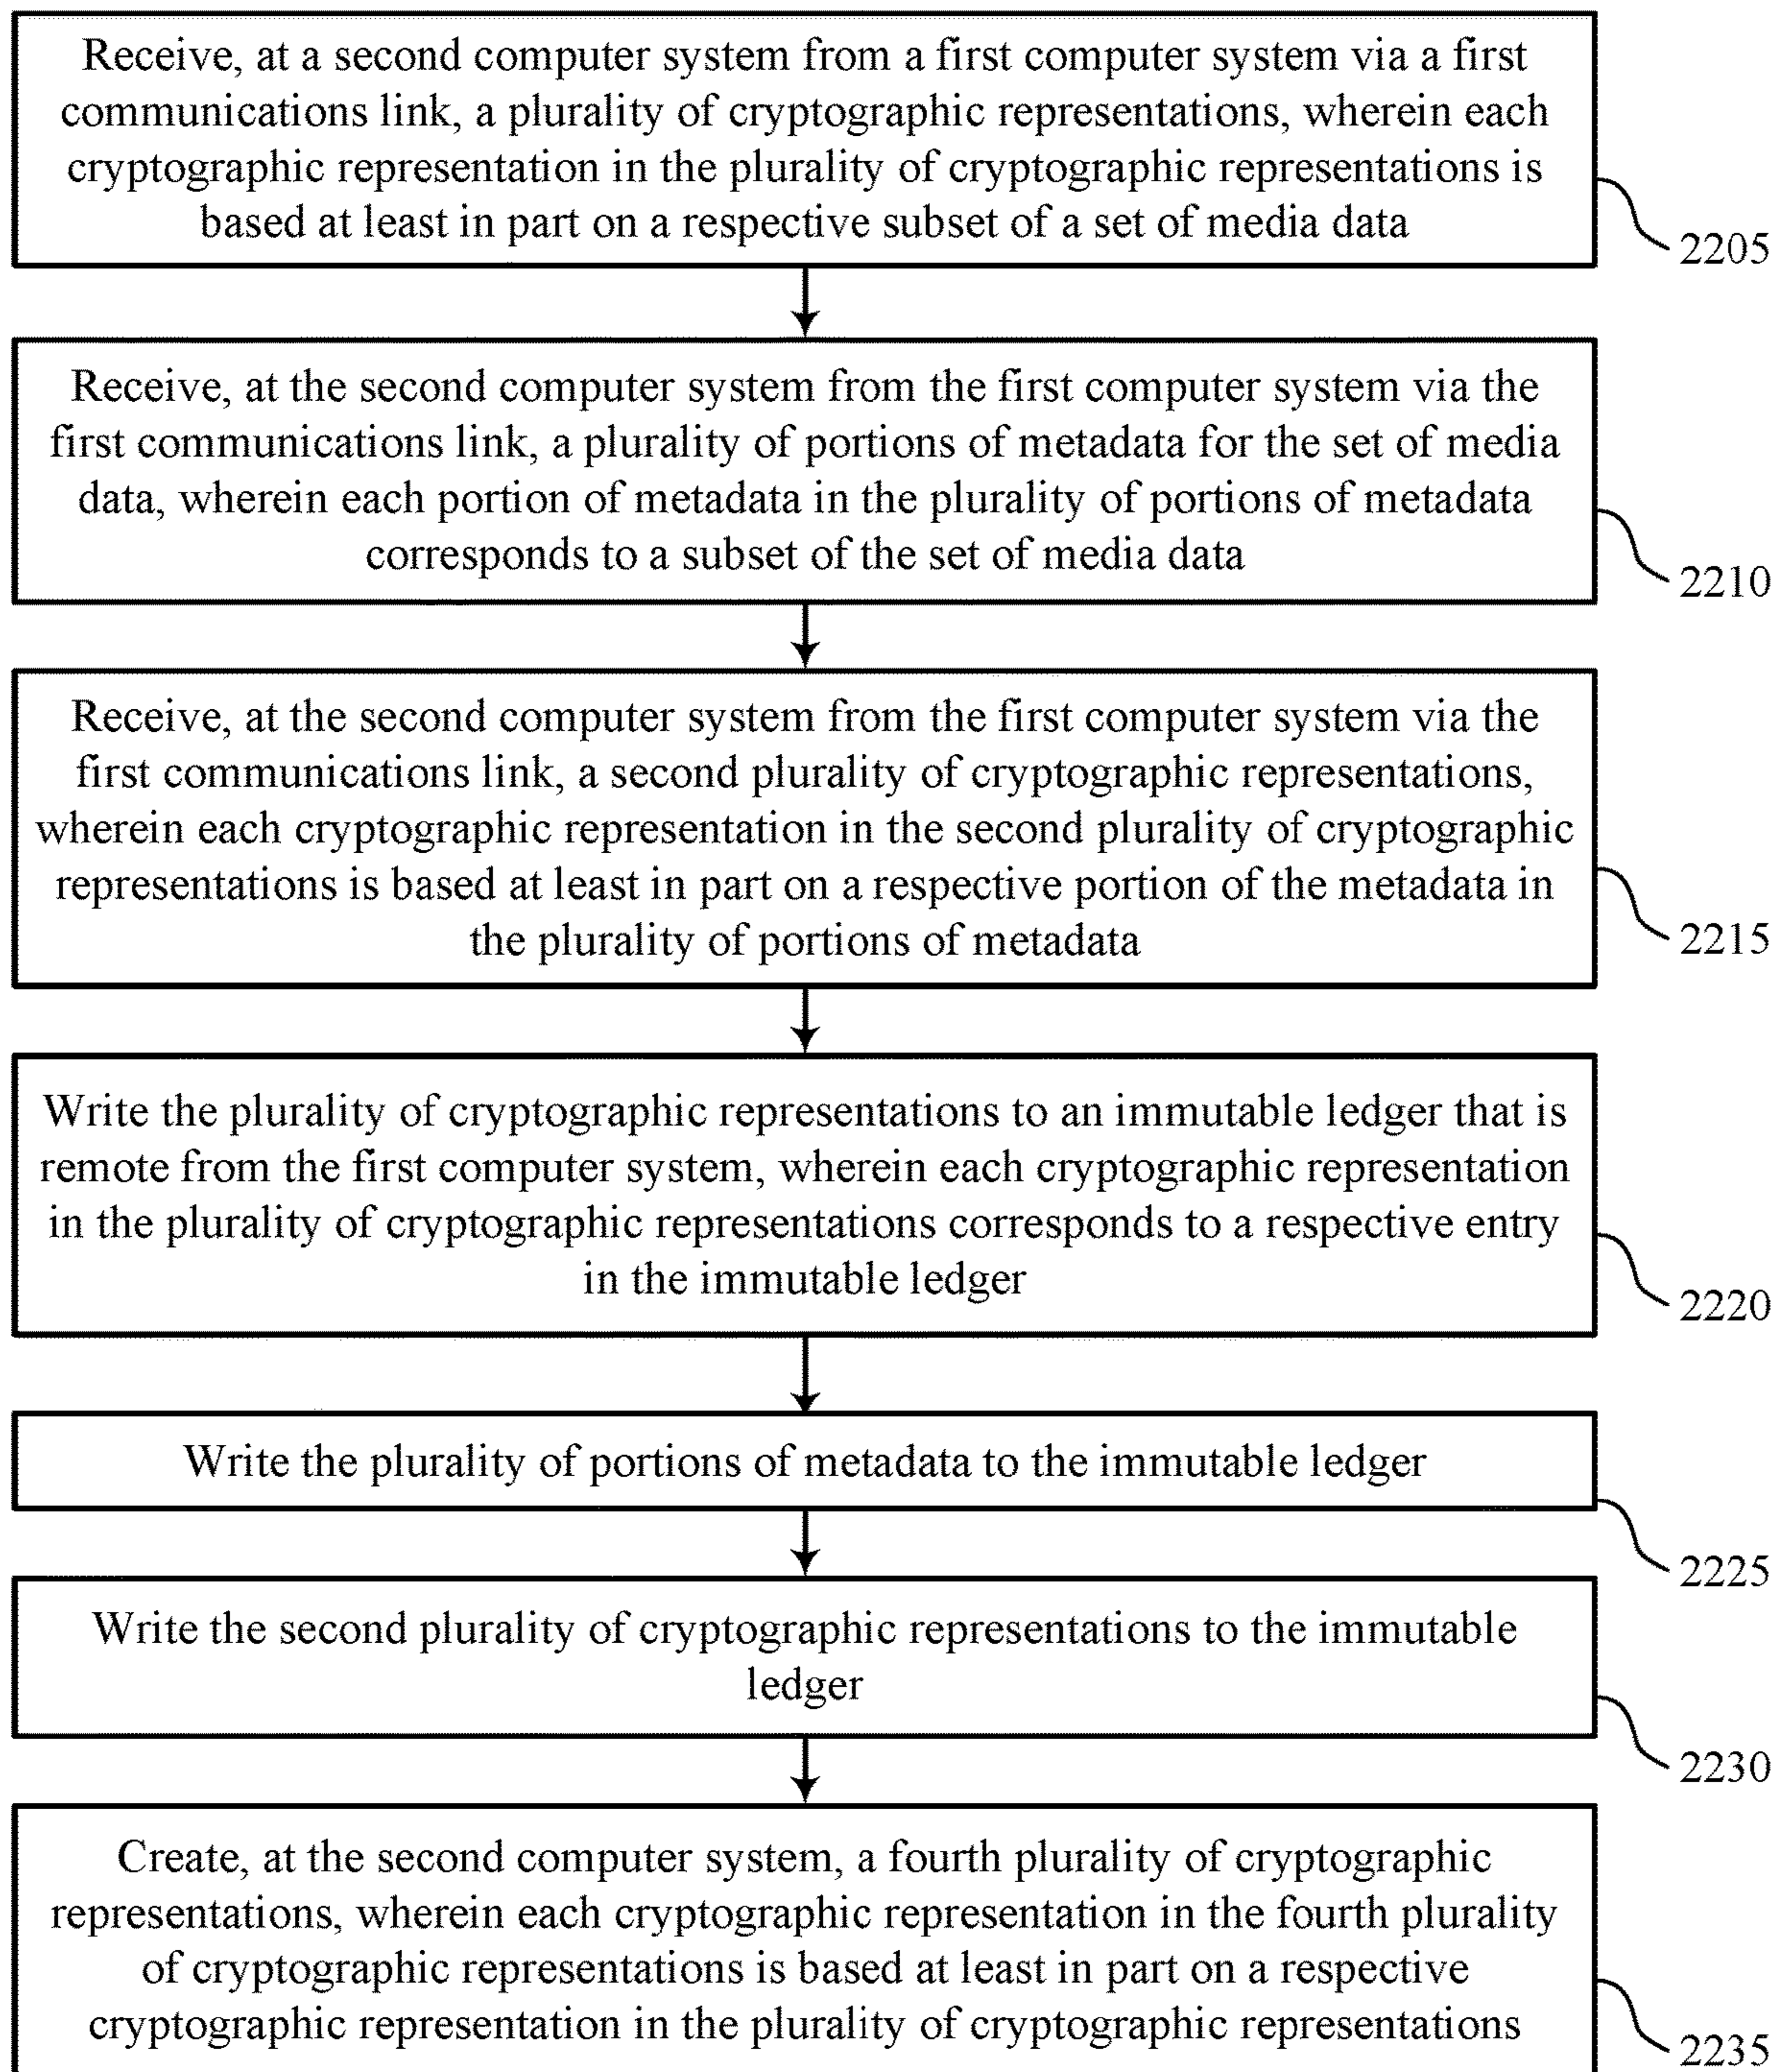 Receive, at a second computer system from a first computer system via a first
communications link, a plurality of cryptographic representations, wherein each
cryptographic representation in the plurality of cryptographic representations is
based at least in part on a respective subset of a set of media data
2205
Receive, at the second computer system from the first computer system via the
first communications link, a plurality of portions of metadata for the set of media
data, wherein each portion of metadata in the plurality of portions of metadata
corresponds to a subset of the set of media data
2210
Receive, at the second computer system from the first computer system via the
first communications link, a second plurality of cryptographic representations,
wherein each cryptographic representation in the second plurality of cryptographic
representations is based at least in part on a respective portion of the metadata in
the plurality of portions of metadata
2215
Write the plurality of cryptographic representations to an immutable ledger that is
remote from the first computer system, wherein each cryptographic representation
in the plurality of cryptographic representations corresponds to a respective entry
in the immutable ledger
2220
Write the plurality of portions of metadata to the immutable ledger
2225
Write the second plurality of cryptographic representations to the immutable
ledger
2230
Create, at the second computer system, a fourth plurality of cryptographic
representations, wherein each cryptographic representation in the fourth plurality
of cryptographic representations is based at least in part on a respective
cryptographic representation in the plurality of cryptographic representations
2235